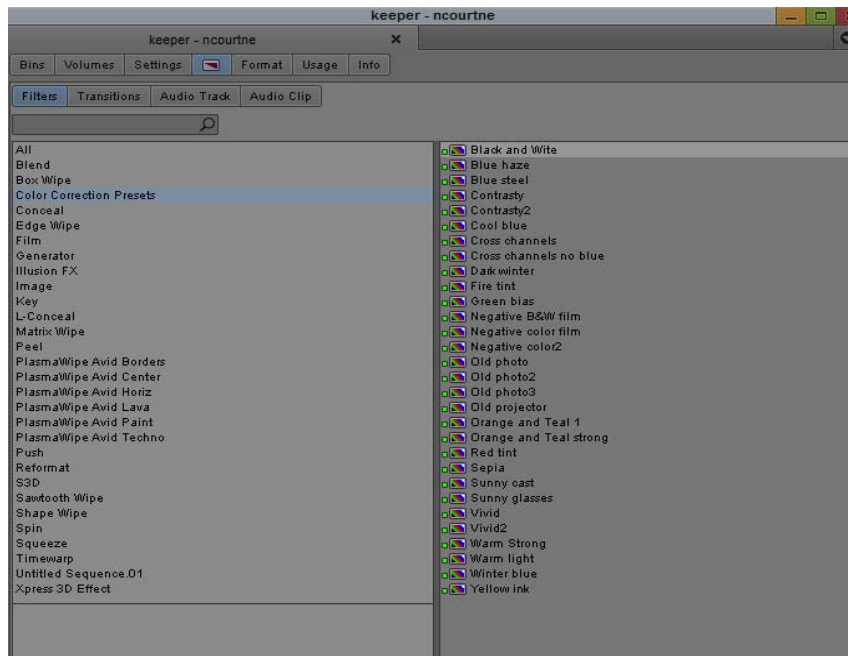 keeper - ncourtne
keeper - ncourtne
Bins Volumes Settings Format Usage Info
Filters Transitions Audio Track Audio Clip
All
Blend
Box Wipe
Color Correction Presets
Conceal
Edge Wipe
Film
Generator
Illusion FX
Image
Key
L-Conceal
Matrix Wipe
Peel
PlasmaWipe Avid Borders
PlasmaWipe Avid Center
PlasmaWipe Avid Horiz
PlasmaWipe Avid Lava
PlasmaWipe Avid Paint
PlasmaWipe Avid Techno
Push
Reformat
S3D
Sawtooth Wipe
Shape Wipe
Spin
Squeeze
Timewarp
Untitled Sequence.01
Xpress 3D Effect
Black and Wite
Blue haze
Blue steel
Contrasty
Contrasty2
Cool blue
Cross channels
Cross channels no blue
Dark winter
Fire tint
Green bias
Negative B&W film
Negative color film
Negative color2
Old photo
Old photo2
Old photo3
Old projector
Orange and Teal 1
Orange and Teal strong
Red tint
Sepia
Sunny cast
Sunny glasses
Vivid
Vivid2
Warm Strong
Warm light
Winter blue
Yellow ink